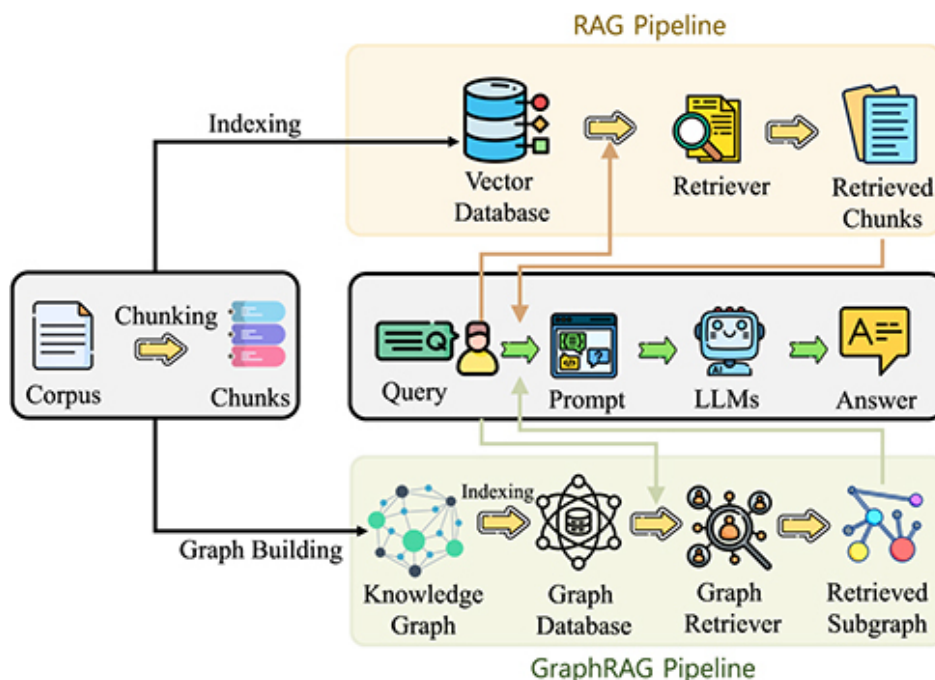 RAG Pipeline
Indexing
Vector
Database
Retriever
Retrieved
Chunks
Chunking
Corpus
Chunks
Q
Query
Prompt
AI
LLMs
A
Answer
Indexing
Graph Building
Knowledge
Graph
Graph
Database
Graph
Retriever
Retrieved
Subgraph
GraphRAG Pipeline